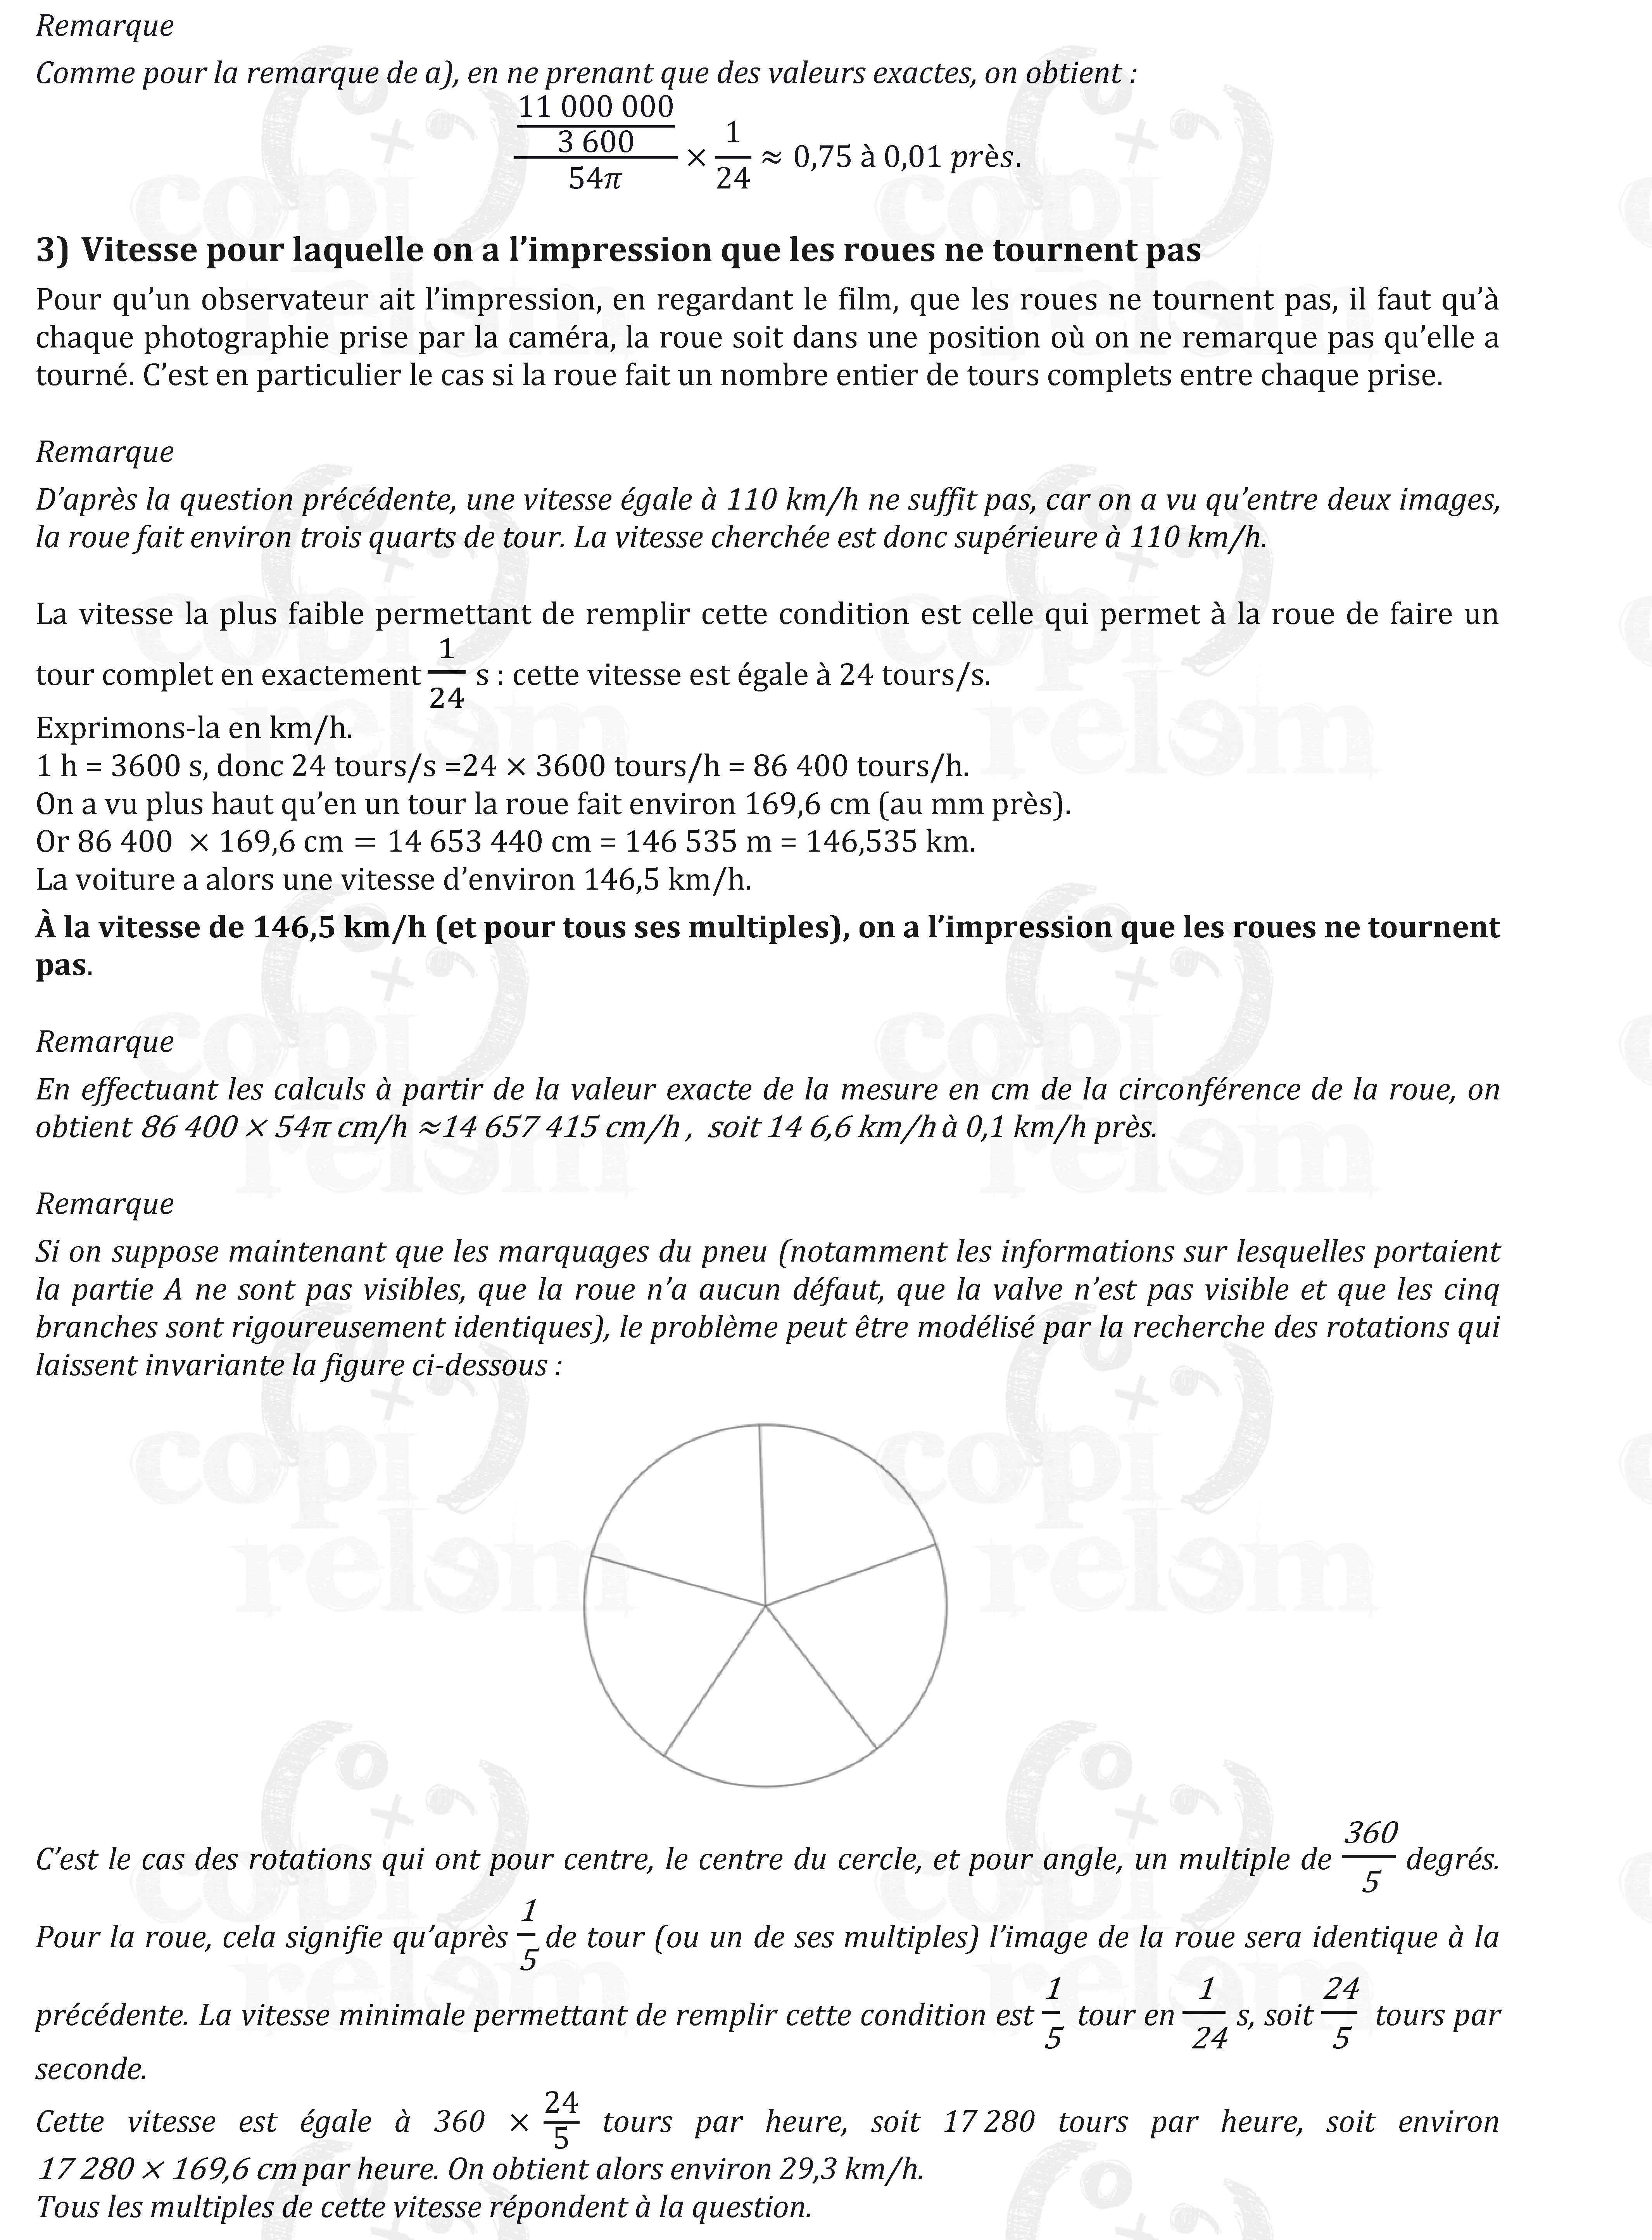 Remarque
Comme pour la remarque de a), en ne prenant que des valeurs exactes, on obtient :
11 000 000
3 600
54π
× 1/24 ≈ 0,75 à 0,01 près.
3) Vitesse pour laquelle on a l’impression que les roues ne tournent pas
Pour qu’un observateur ait l’impression, en regardant le film, que les roues ne tournent pas, il faut qu’à
chaque photographie prise par la caméra, la roue soit dans une position où on ne remarque pas qu’elle a
tourné. C’est en particulier le cas si la roue fait un nombre entier de tours complets entre chaque prise.
Remarque
D’après la question précédente, une vitesse égale à 110 km/h ne suffit pas, car on a vu qu’entre deux images,
la roue fait environ trois quarts de tour. La vitesse cherchée est donc supérieure à 110 km/h.
La vitesse la plus faible permettant de remplir cette condition est celle qui permet à la roue de faire un
tour complet en exactement 1/24 s : cette vitesse est égale à 24 tours/s.
Exprimons-la en km/h.
1 h = 3600 s, donc 24 tours/s =24 × 3600 tours/h = 86 400 tours/h.
On a vu plus haut qu’en un tour la roue fait environ 169,6 cm (au mm près).
Or 86 400 × 169,6 cm = 14 653 440 cm = 146 535 m = 146,535 km.
La voiture a alors une vitesse d’environ 146,5 km/h.
À la vitesse de 146,5 km/h (et pour tous ses multiples), on a l’impression que les roues ne tournent
pas.
Remarque
En effectuant les calculs à partir de la valeur exacte de la mesure en cm de la circonférence de la roue, on
obtient 86 400 × 54π cm/h ≈14 657 415 cm/h , soit 14 6,6 km/h à 0,1 km/h près.
Remarque
Si on suppose maintenant que les marquages du pneu (notamment les informations sur lesquelles portaient
la partie A ne sont pas visibles, que la roue n’a aucun défaut, que la valve n’est pas visible et que les cinq
branches sont rigoureusement identiques), le problème peut être modélisé par la recherche des rotations qui
laissent invariante la figure ci-dessous :
C’est le cas des rotations qui ont pour centre, le centre du cercle, et pour angle, un multiple de 360/5 degrés.
Pour la roue, cela signifie qu’après 1/5 de tour (ou un de ses multiples) l’image de la roue sera identique à la
précédente. La vitesse minimale permettant de remplir cette condition est 1/5 tour en 1/24 s, soit 24/5 tours par
seconde.
Cette vitesse est égale à 360 × 24/5 tours par heure, soit 17 280 tours par heure, soit environ
17 280 × 169,6 cm par heure. On obtient alors environ 29,3 km/h.
Tous les multiples de cette vitesse répondent à la question.